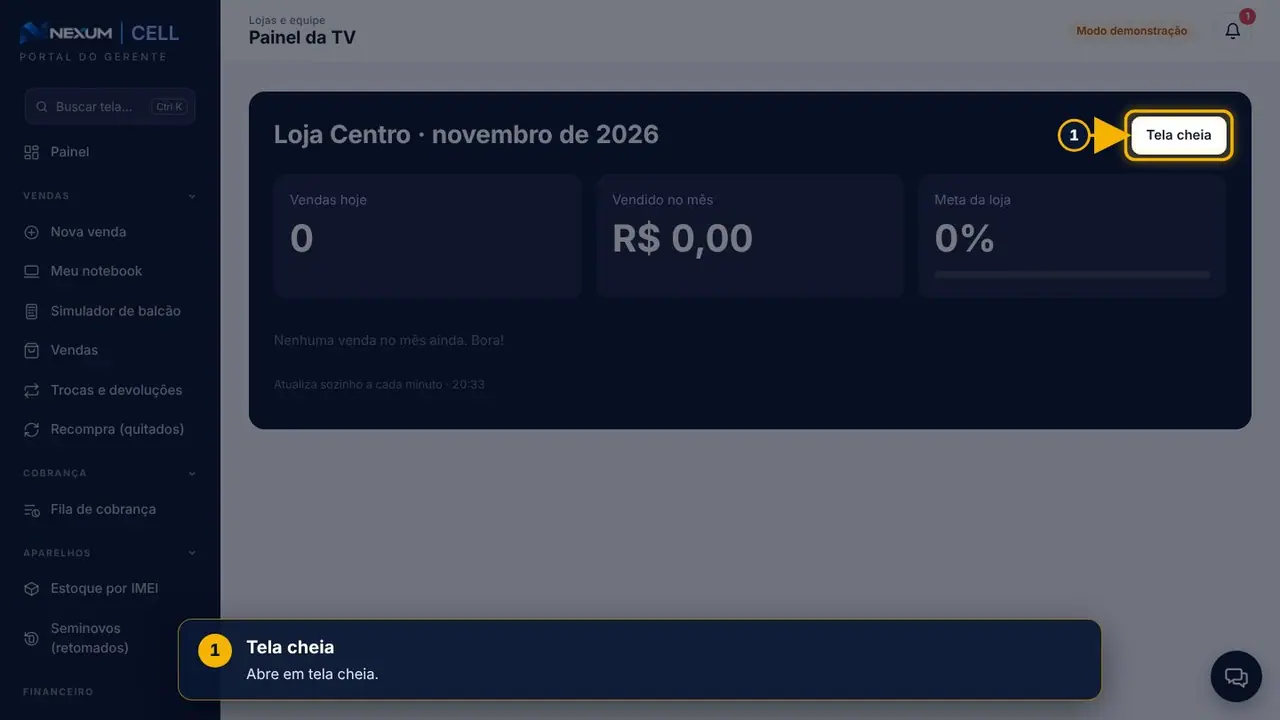 NEXUM | CELL
PORTAL DO GERENTE
Buscar tela... Ctrl K
Painel
VENDAS
Nova venda
Meu notebook
Simulador de balcão
Vendas
Trocas e devoluções
Recompra (quitados)
COBRANÇA
Fila de cobrança
APARELHOS
Estoque por IMEI
Seminovos
(retomados)
FINANCEIRO
Lojas e equipe
Painel da TV
Modo demonstração
1
Loja Centro · novembro de 2026
1
Tela cheia
Vendas hoje
0
Vendido no mês
R$ 0,00
Meta da loja
0%
Nenhuma venda no mês ainda. Bora!
Atualiza sozinho a cada minuto · 20:33
1
Tela cheia
Abre em tela cheia.